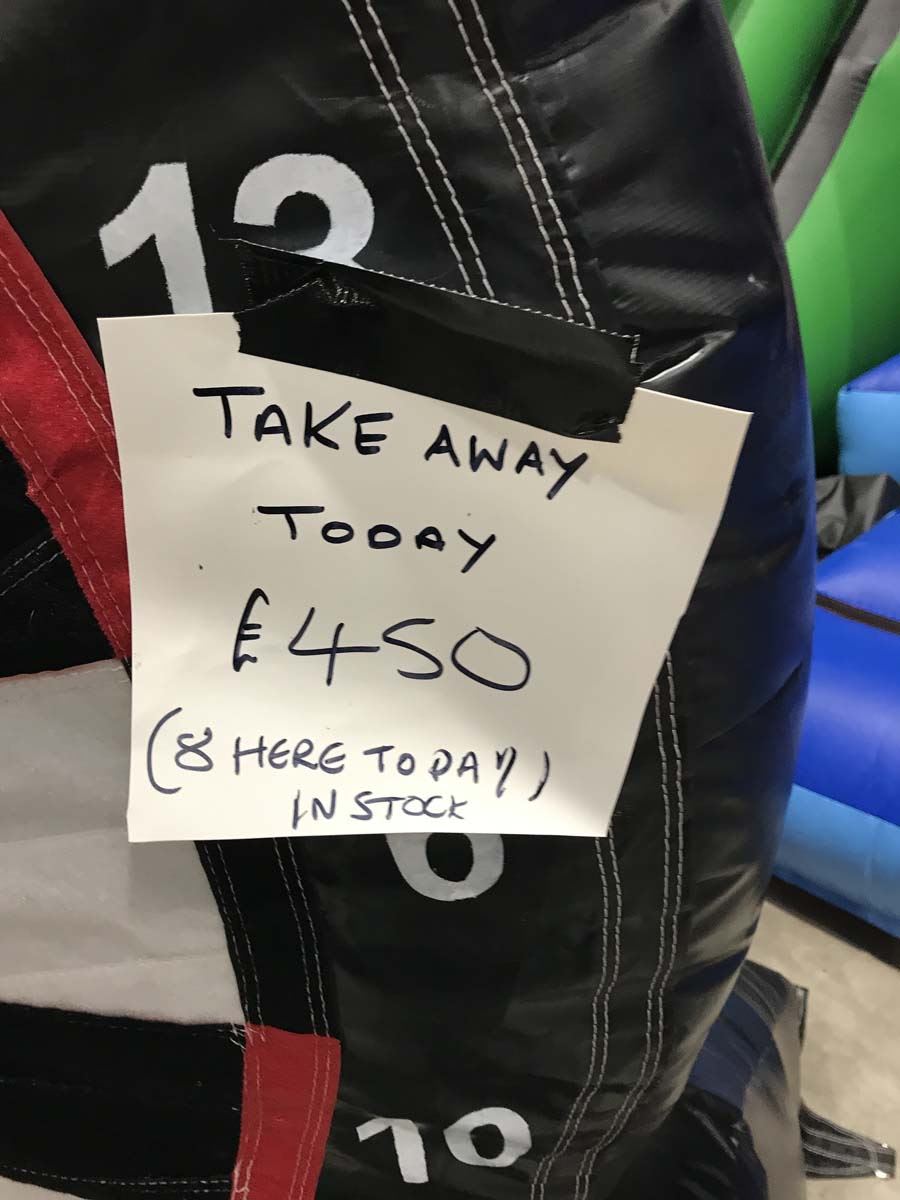 13
TAKE AWAY
TODAY
£450
(8 HERE TODAY)
IN STOCK
6
10